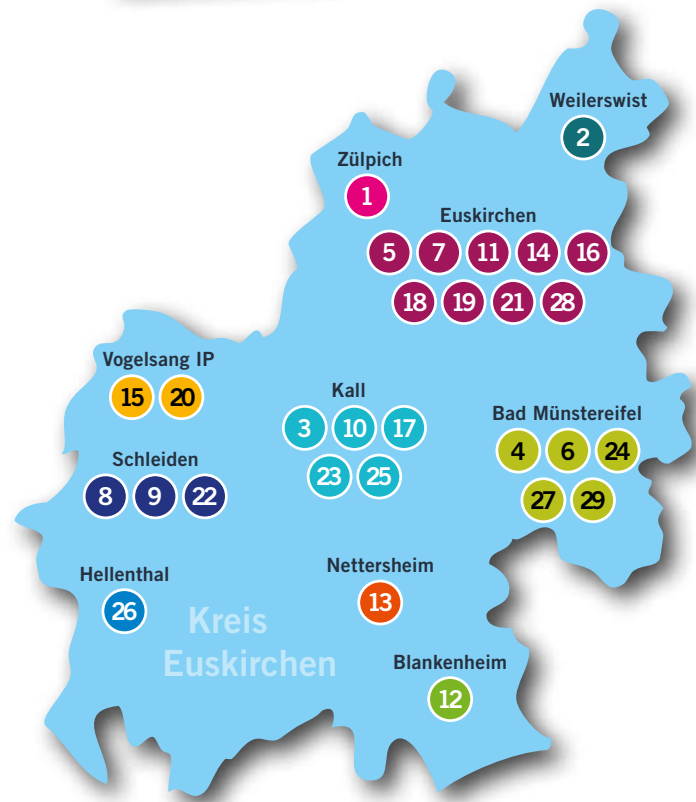 Weilerswist
2
Zülpich
1
Euskirchen
5 7 11 14 16
18 19 21 28
Vogelsang IP
15 20
Kall
3 10 17
23 25
Bad Münstereifel
4 6 24
27 29
Schleiden
8 9 22
Hellenthal
26
Nettersheim
13
Kreis
Euskirchen
Blankenheim
12